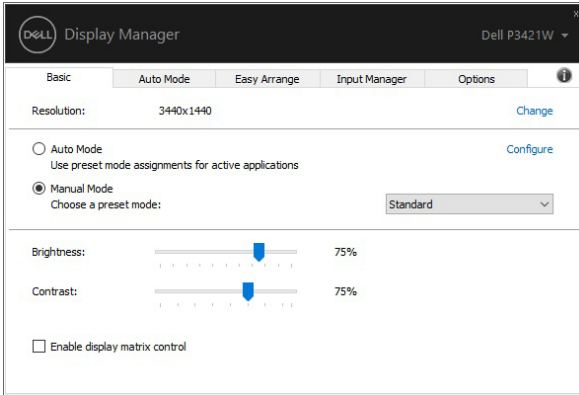 DELL Display Manager Dell P3421W
Basic Auto Mode Easy Arrange Input Manager Options
Resolution: 3440x1440 Change
Auto Mode Configure
Use preset mode assignments for active applications
Manual Mode
Choose a preset mode: Standard
Brightness: 75%
Contrast: 75%
Enable display matrix control